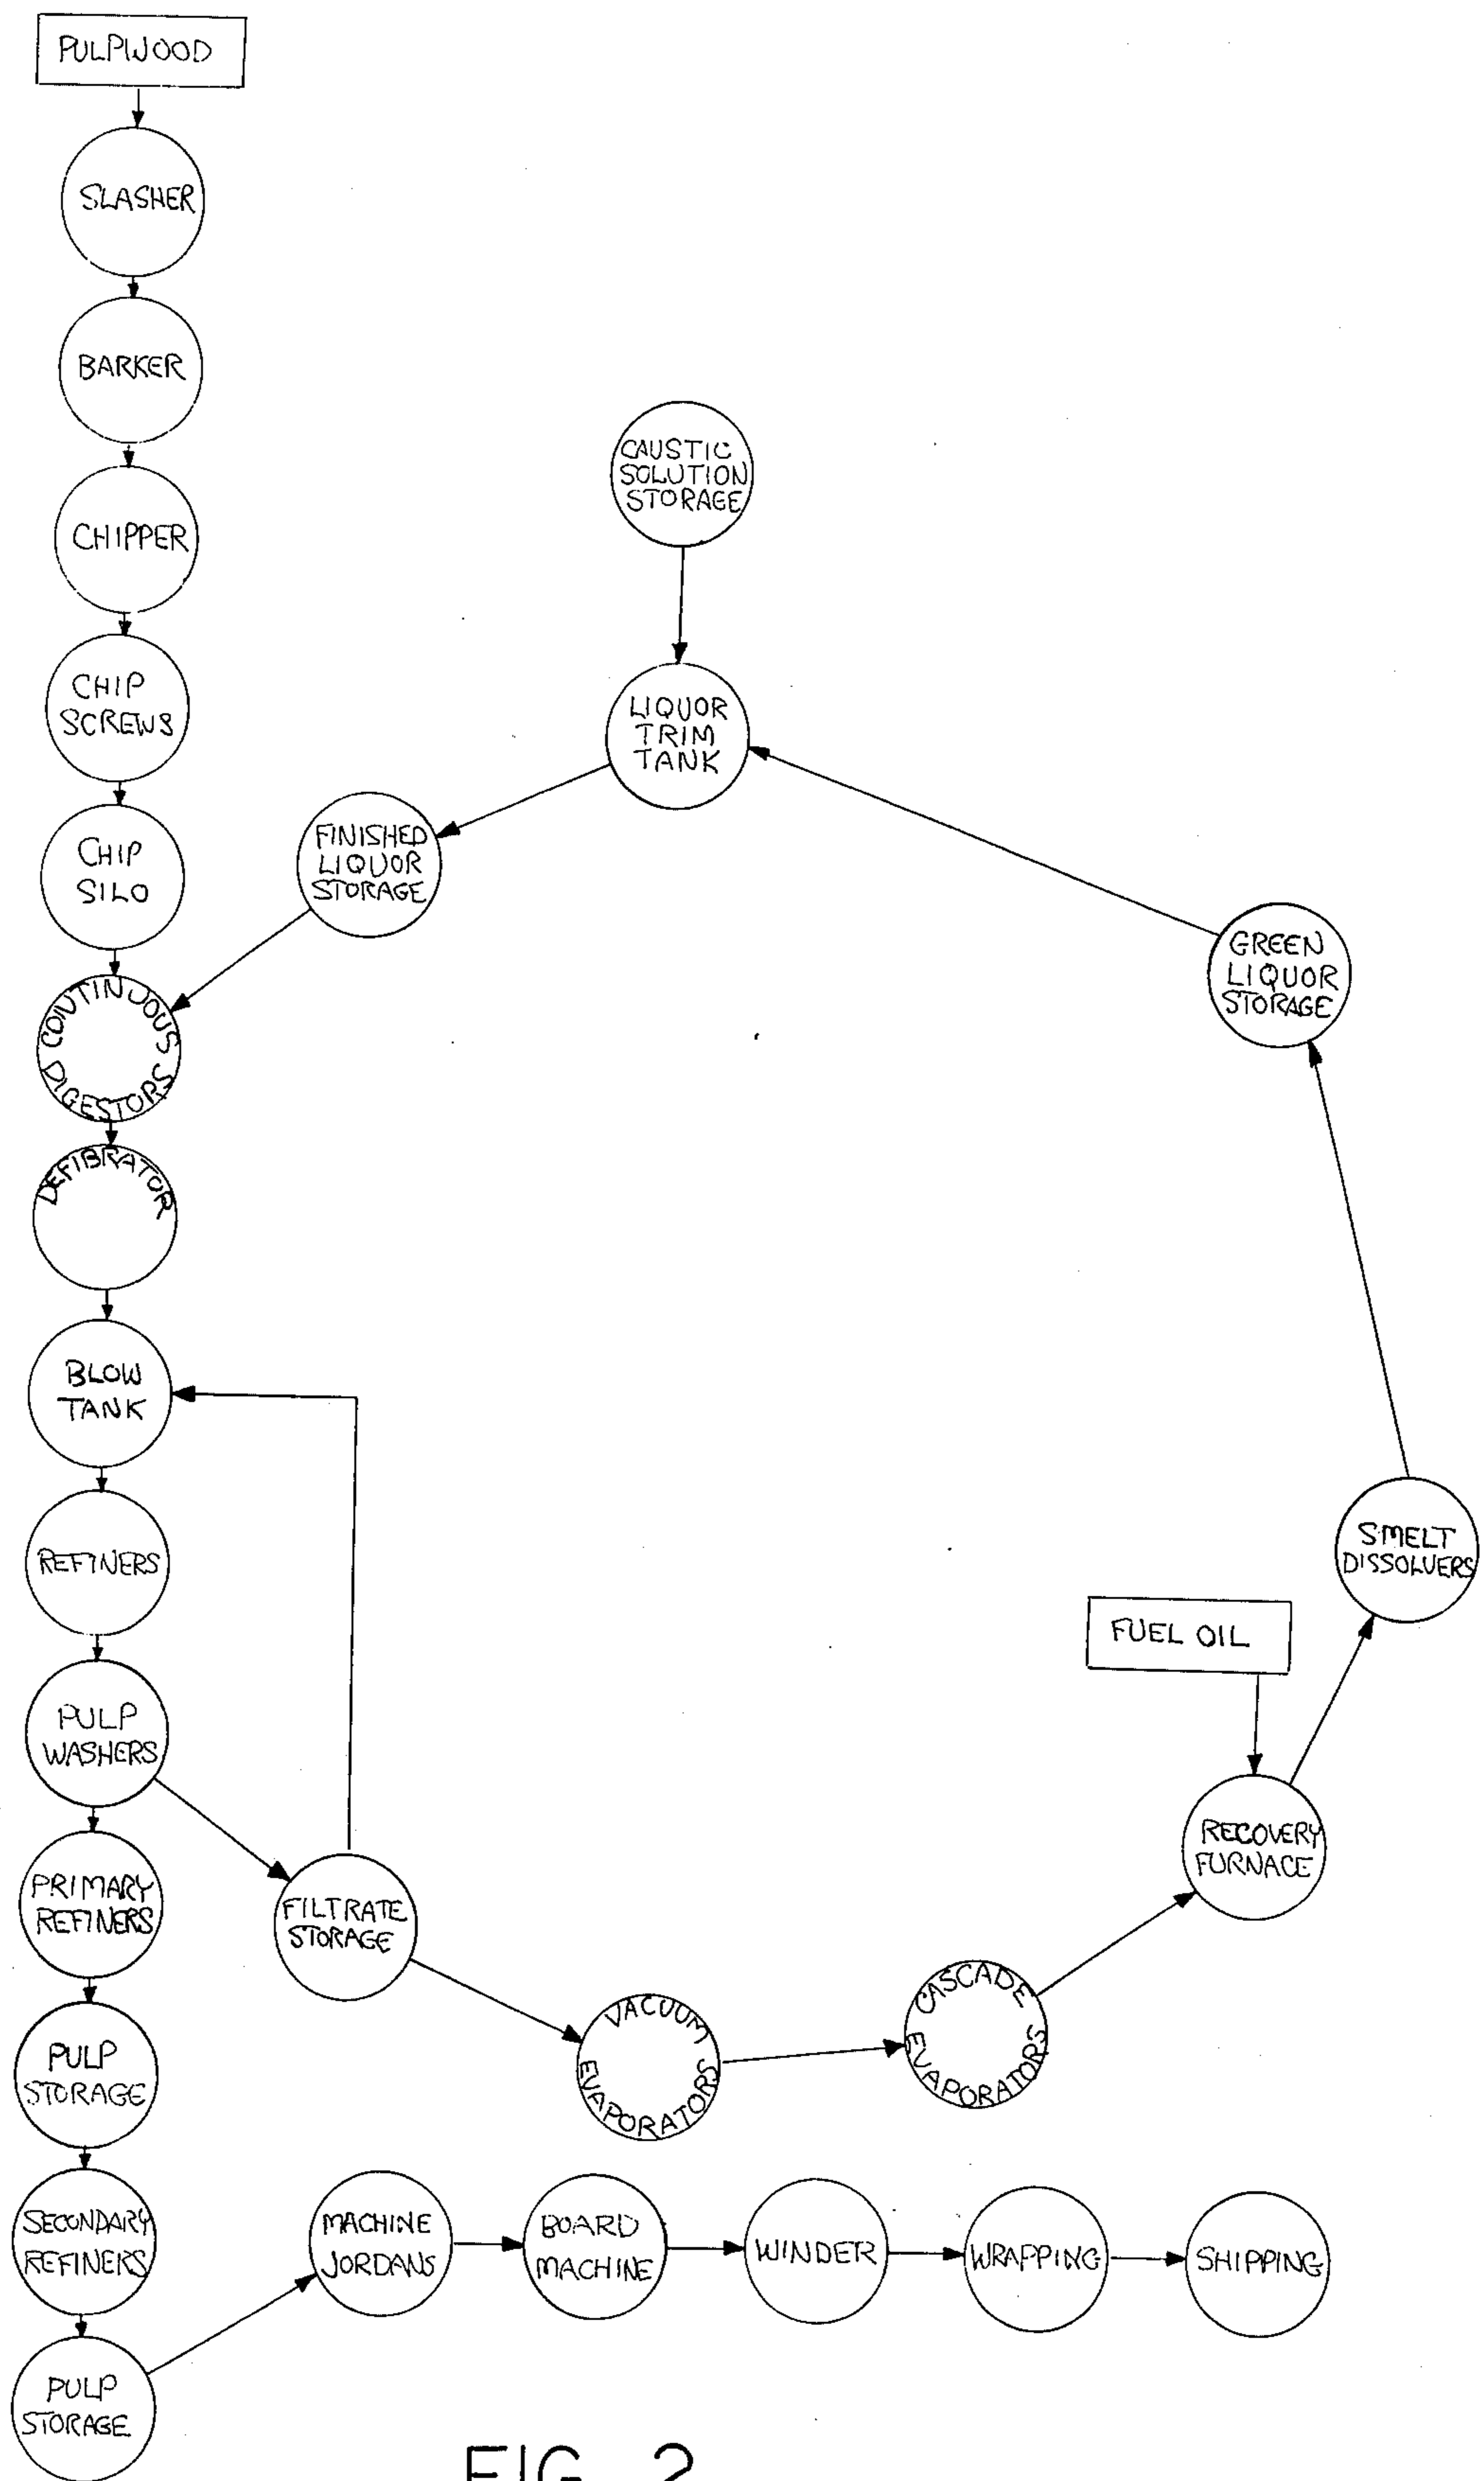 PULPWOOD
SLASHER
BARKER
CHIPPER
CHIP
SCREWS
CHIP
SILO
CONTINUOUS
DIGESTORS
DEFIBRATOR
BLOW
TANK
REFINERS
PULP
WASHERS
PRIMARY
REFINERS
PULP
STORAGE
SECONDARY
REFINERS
PULP
STORAGE
CAUSTIC
SOLUTION
STORAGE
LIQUOR
TRIM
TANK
FINISHED
LIQUOR
STORAGE
GREEN
LIQUOR
STORAGE
SMELT
DISSOLVERS
FUEL OIL
RECOVERY
FURNACE
CASCADE
EVAPORATORS
VACUUM
EVAPORATORS
FILTRATE
STORAGE
MACHINE
JORDANS
BOARD
MACHINE
WINDER
WRAPPING
SHIPPING
FIG. 2